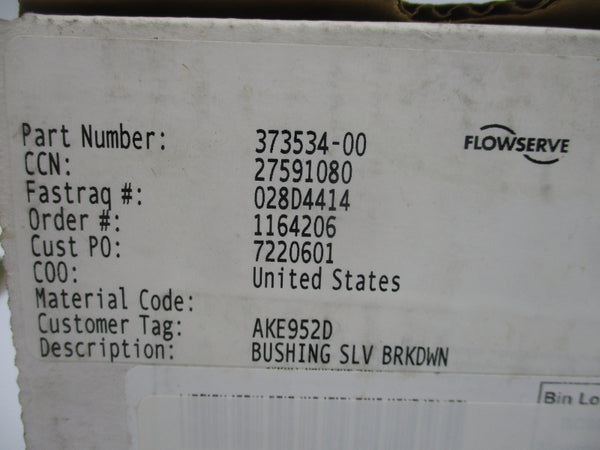 Part Number: 373534-00
FLOWSERVE
CCN: 27591080
Fastraq #: 028D4414
Order #: 1164206
Cust PO: 7220601
COO: United States
Material Code:
Customer Tag: AKE952D
Description: BUSHING SLV BRKDWN
Bin Lo